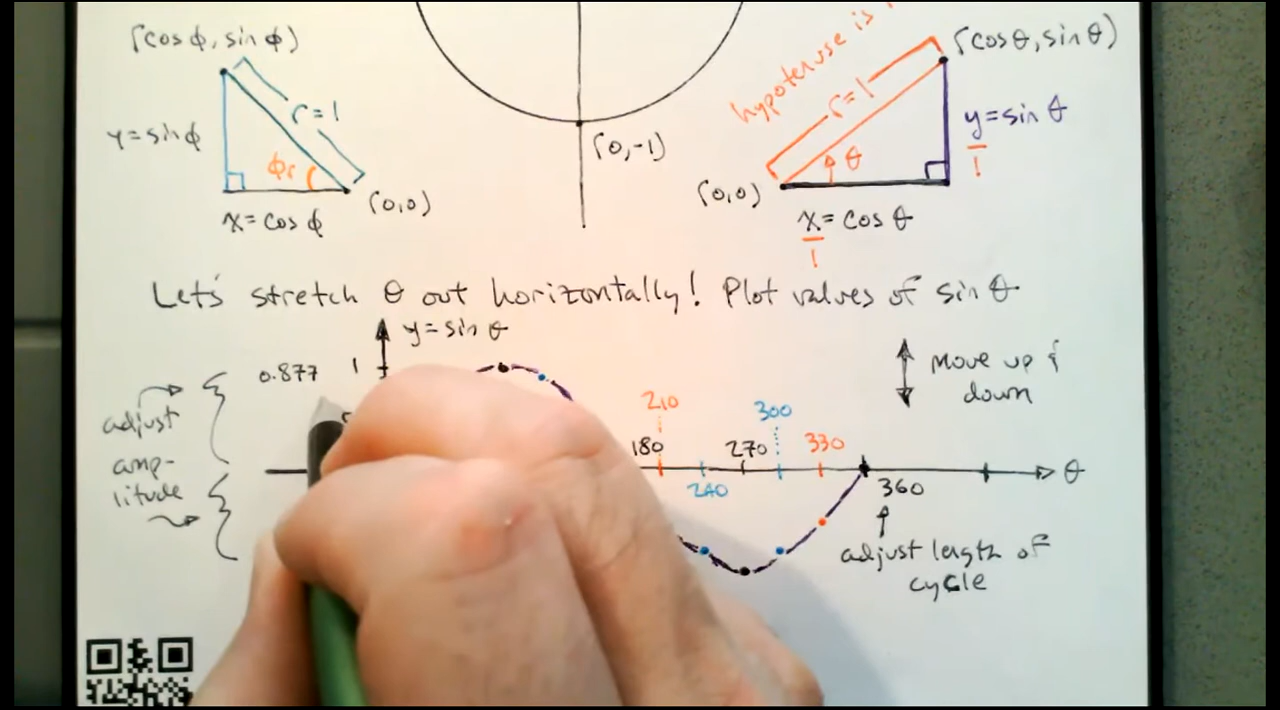 (cos ϕ, sin ϕ)
r=1
y=sin ϕ
ϕr
(0,0)
x=cos ϕ
(0,-1)
hypotenuse is
r=1
(cos θ, sin θ)
y=sin θ
1
θ
(0,0)
x=cos θ
1
Let's stretch θ out horizontally! Plot values of sin θ
y=sin θ
0.877 1
adjust
amp-
litude
move up &
down
210
300
180
270
330
240
360
θ
adjust length of
cycle